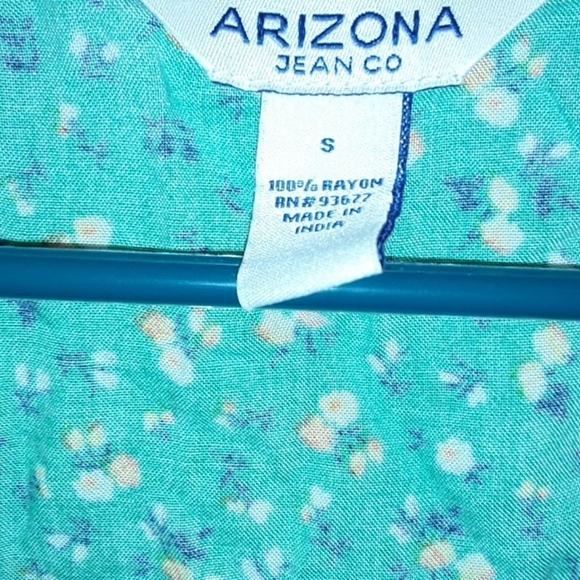 ARIZONA
JEAN CO
S
100% RAYON
RN#93677
MADE IN
INDIA